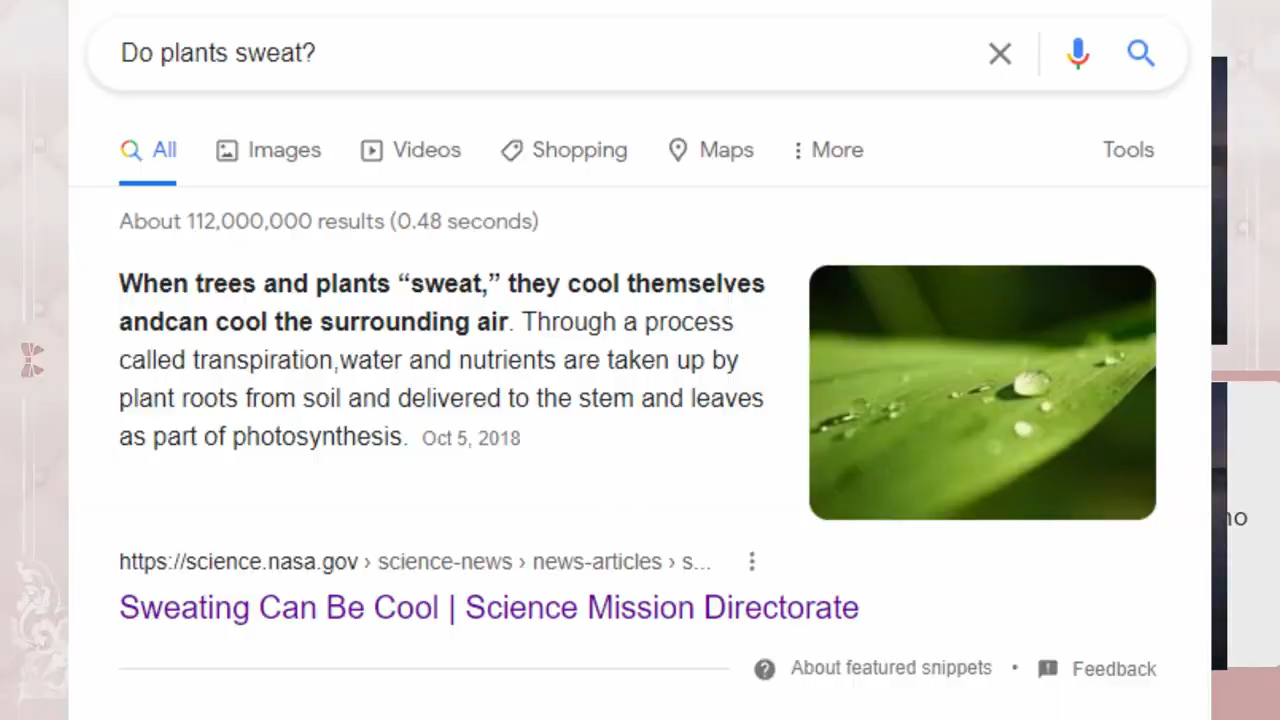 Do plants sweat?
All Images Videos Shopping Maps More Tools
About 112,000,000 results (0.48 seconds)
When trees and plants “sweat,” they cool themselves
andcan cool the surrounding air. Through a process
called transpiration,water and nutrients are taken up by
plant roots from soil and delivered to the stem and leaves
as part of photosynthesis. Oct 5, 2018
https://science.nasa.gov › science-news › news-articles › s...
Sweating Can Be Cool | Science Mission Directorate
About featured snippets • Feedback